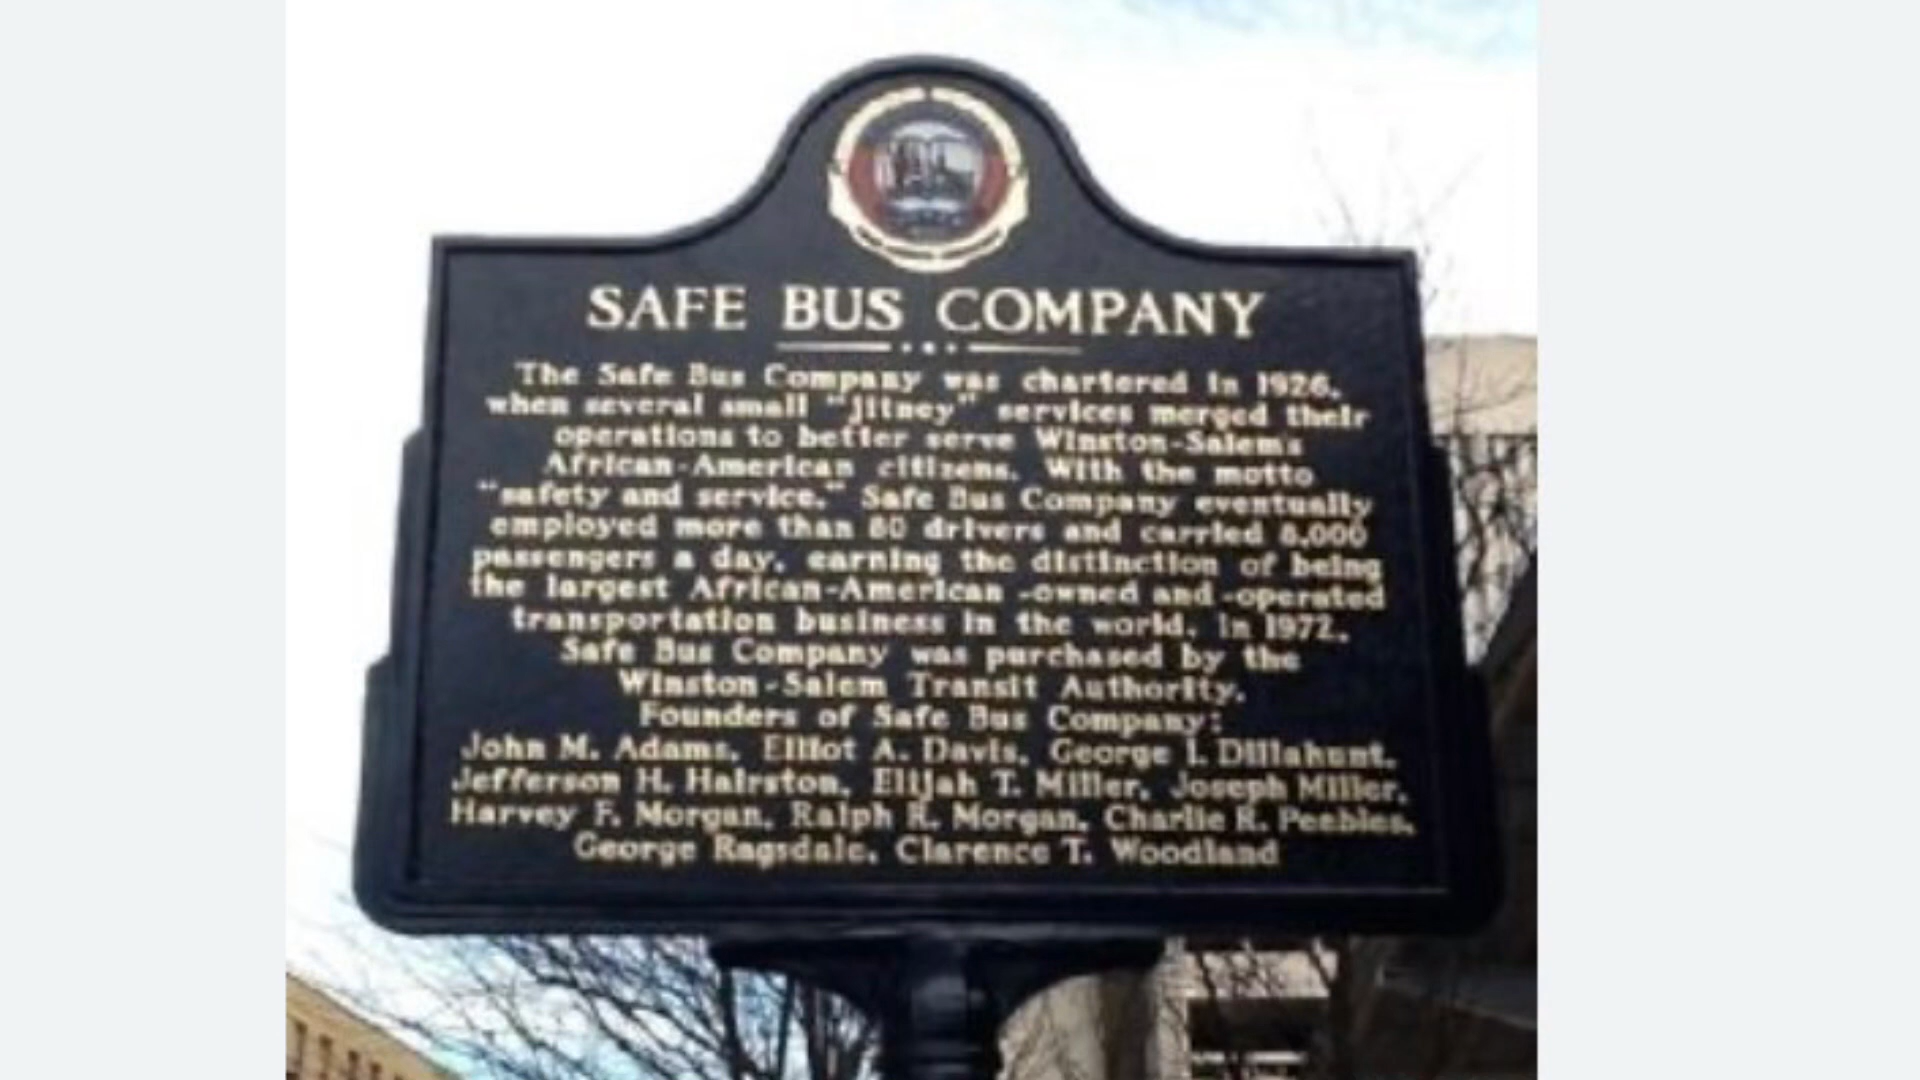 SAFE BUS COMPANY
The Safe Bus Company was chartered in 1926,
when several small "jitney" services merged their
operations to better serve Winston-Salem's
African-American citizens. With the motto
"safety and service," Safe Bus Company eventually
employed more than 80 drivers and carried 8,000
passengers a day, earning the distinction of being
the largest African-American -owned and -operated
transportation business in the world. In 1972,
Safe Bus Company was purchased by the
Winston-Salem Transit Authority.
Founders of Safe Bus Company:
John M. Adams, Elliot A. Davis, George I. Dillahunt,
Jefferson H. Hairston, Elijah T. Miller, Joseph Miller,
Harvey F. Morgan, Ralph R. Morgan, Charlie R. Peebles,
George Ragsdale, Clarence T. Woodland